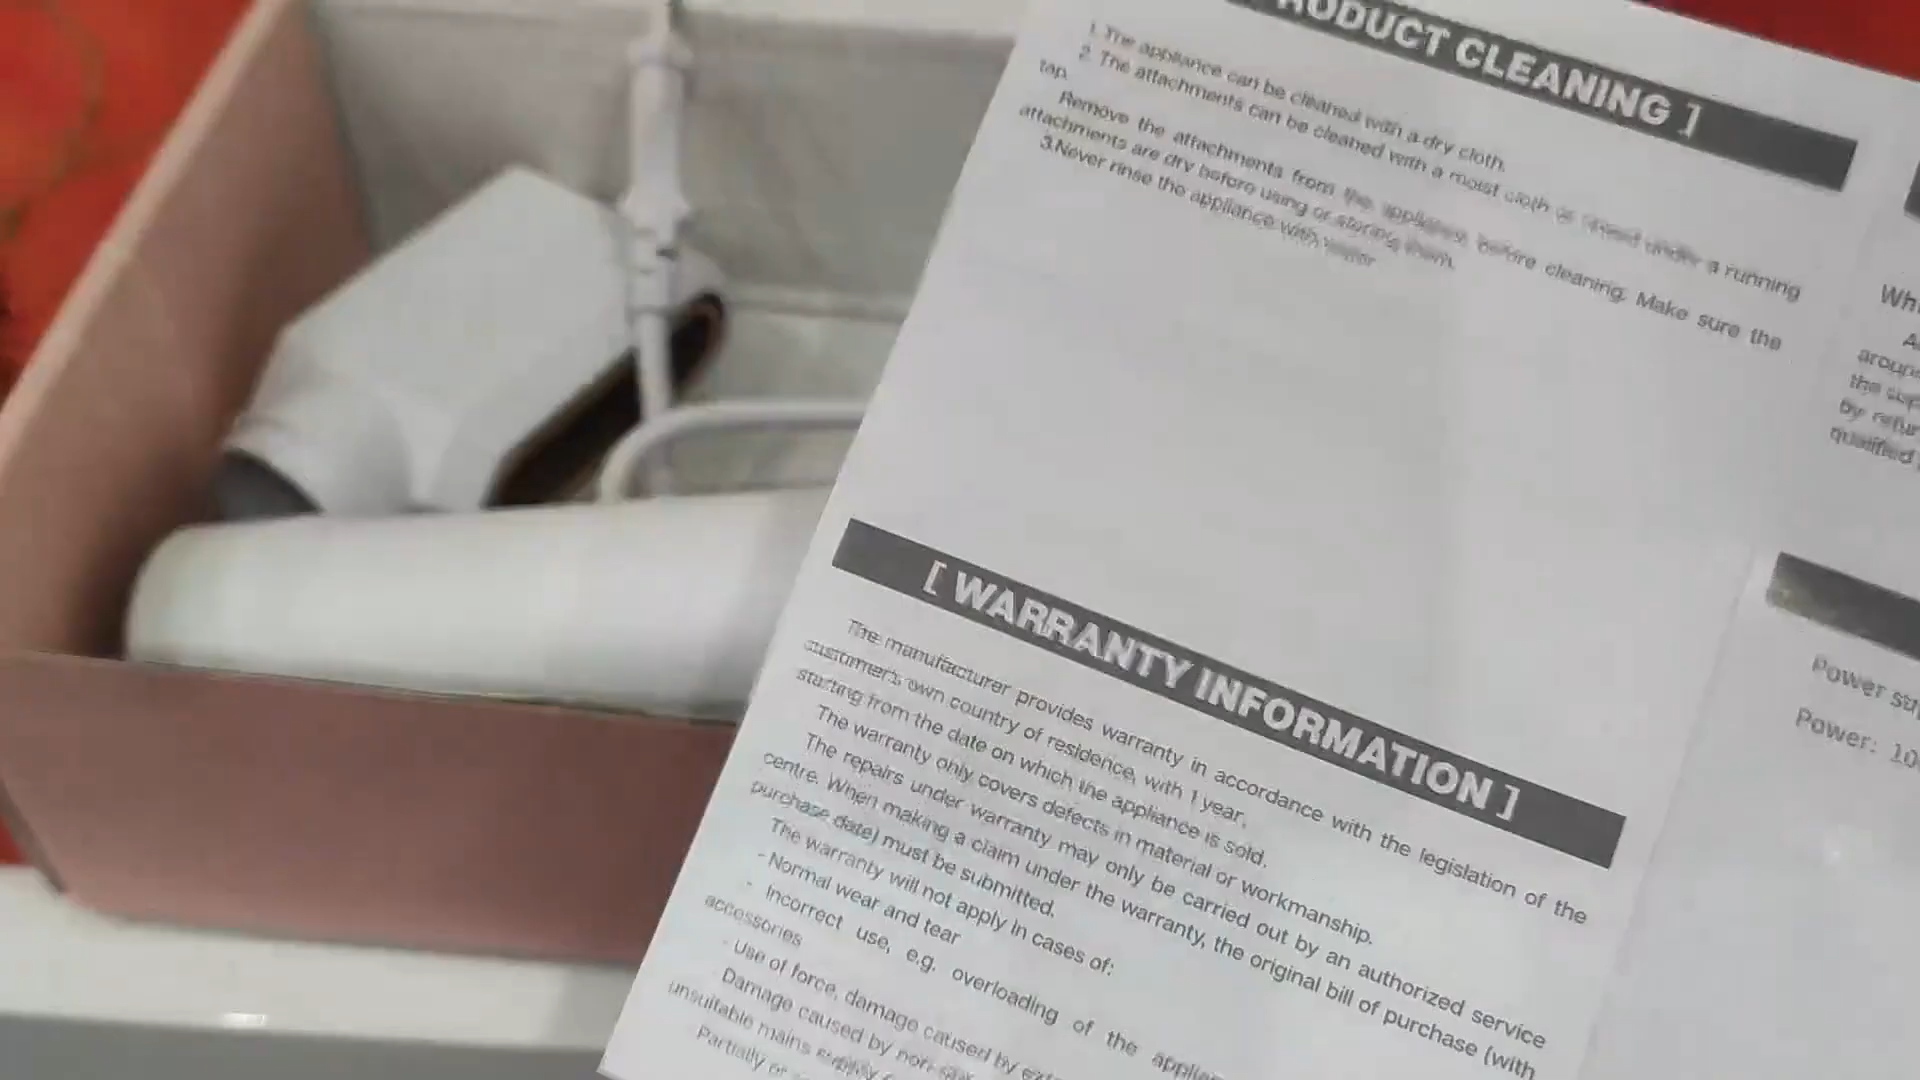 PRODUCT CLEANING ]
1. The appliance can be cleaned with a dry cloth.
2. The attachments can be cleaned with a moist cloth or rinsed under a running
tap.
Remove the attachments from the appliance before cleaning. Make sure the
attachments are dry before using or storing them.
3.Never rinse the appliance with water
[ WARRANTY INFORMATION ]
The manufacturer provides warranty in accordance with the legislation of the
customer's own country of residence, with 1 year,
starting from the date on which the appliance is sold.
The warranty only covers defects in material or workmanship.
The repairs under warranty may only be carried out by an authorized service
centre. When making a claim under the warranty, the original bill of purchase (with
purchase date) must be submitted.
The warranty will not apply in cases of:
- Normal wear and tear
- Incorrect use, e.g. overloading of the
accessories
- Use of force, damage caused by
Damage caused by
unsuitable mains supply
Partially
the
qualified
Power
Power: 10